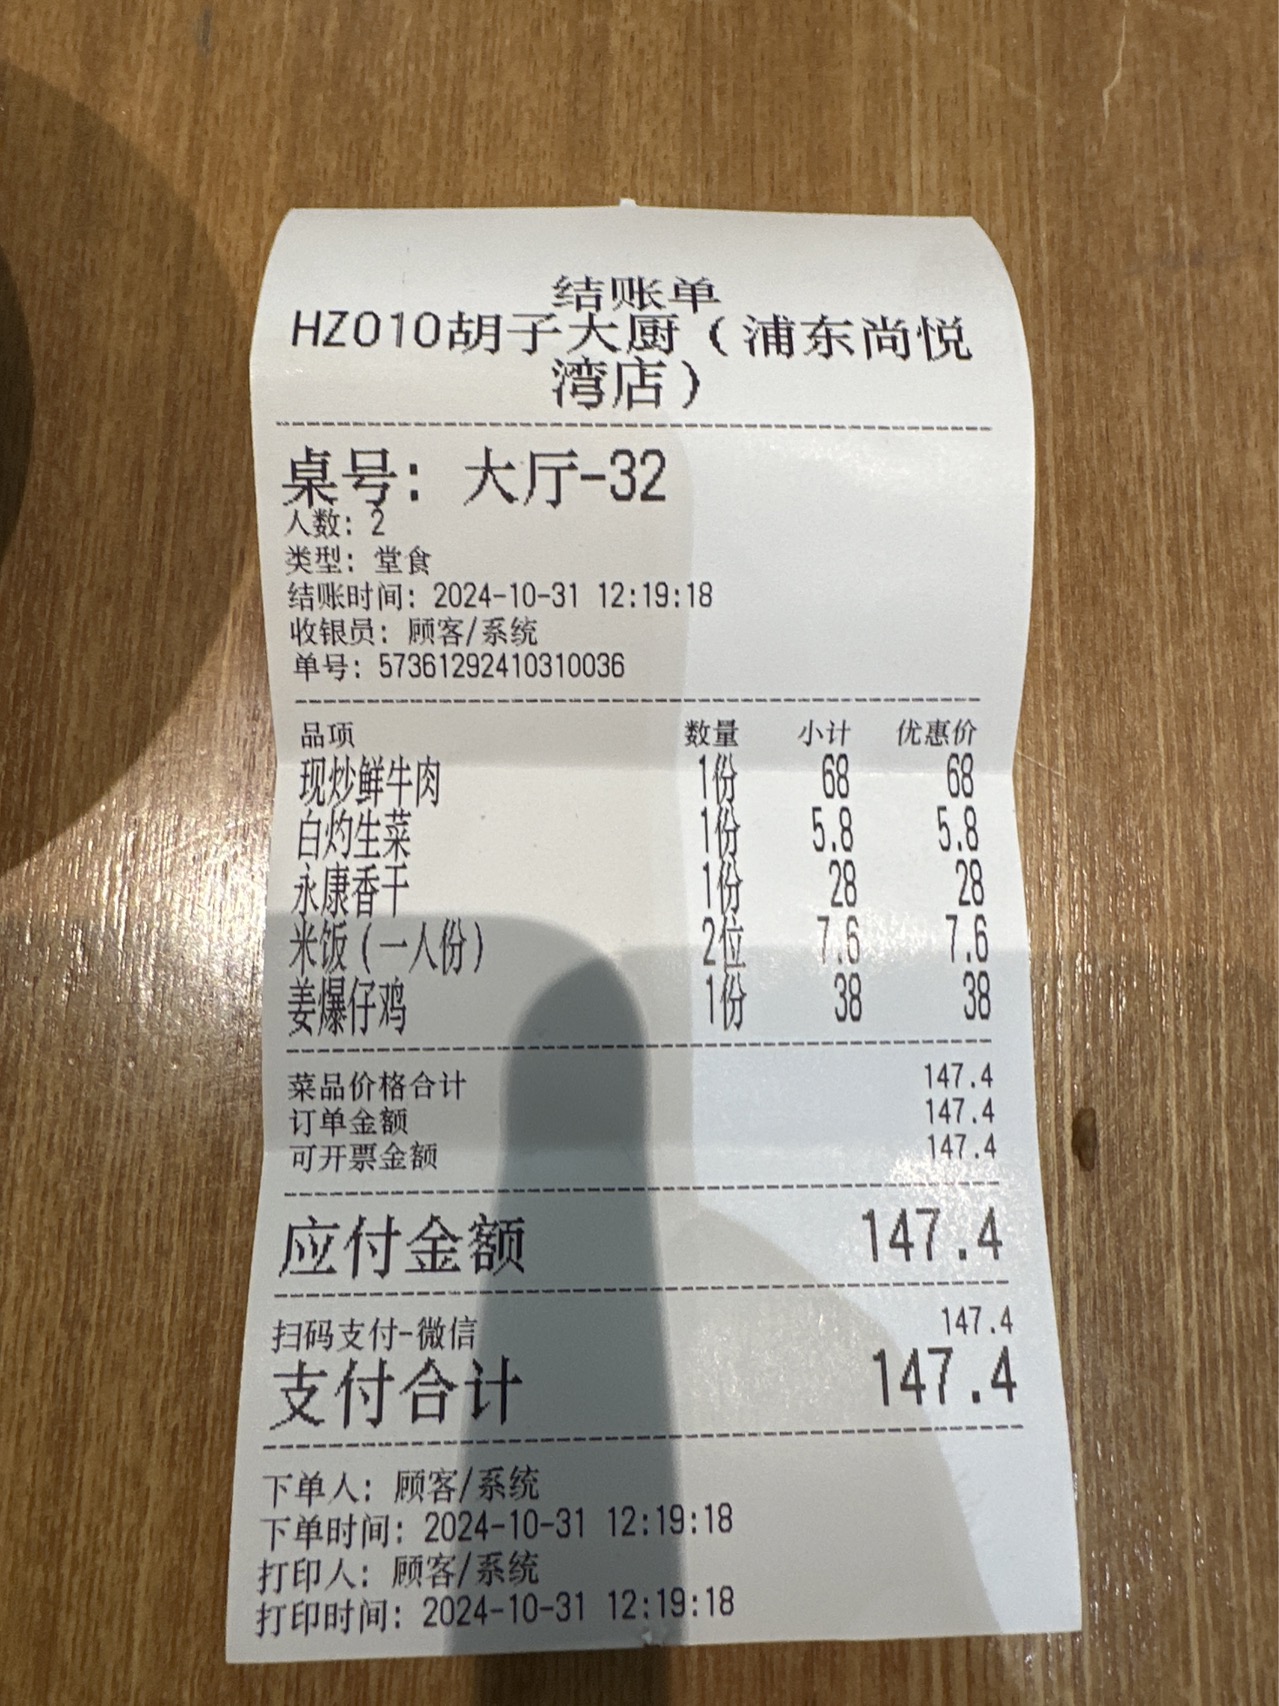 结账单
HZ010胡子大厨（浦东尚悦
湾店）
桌号：大厅-32
人数：2
类型：堂食
结账时间：2024-10-31 12:19:18
收银员：顾客/系统
单号：57361292410310036
品项 数量 小计 优惠价
现炒鲜牛肉 1份 68 68
白灼生菜 1份 5.8 5.8
永康香干 1份 28 28
米饭（一人份） 2位 7.6 7.6
姜爆仔鸡 1份 38 38
菜品价格合计 147.4
订单金额 147.4
可开票金额 147.4
应付金额 147.4
扫码支付-微信 147.4
支付合计 147.4
下单人：顾客/系统
下单时间：2024-10-31 12:19:18
打印人：顾客/系统
打印时间：2024-10-31 12:19:18